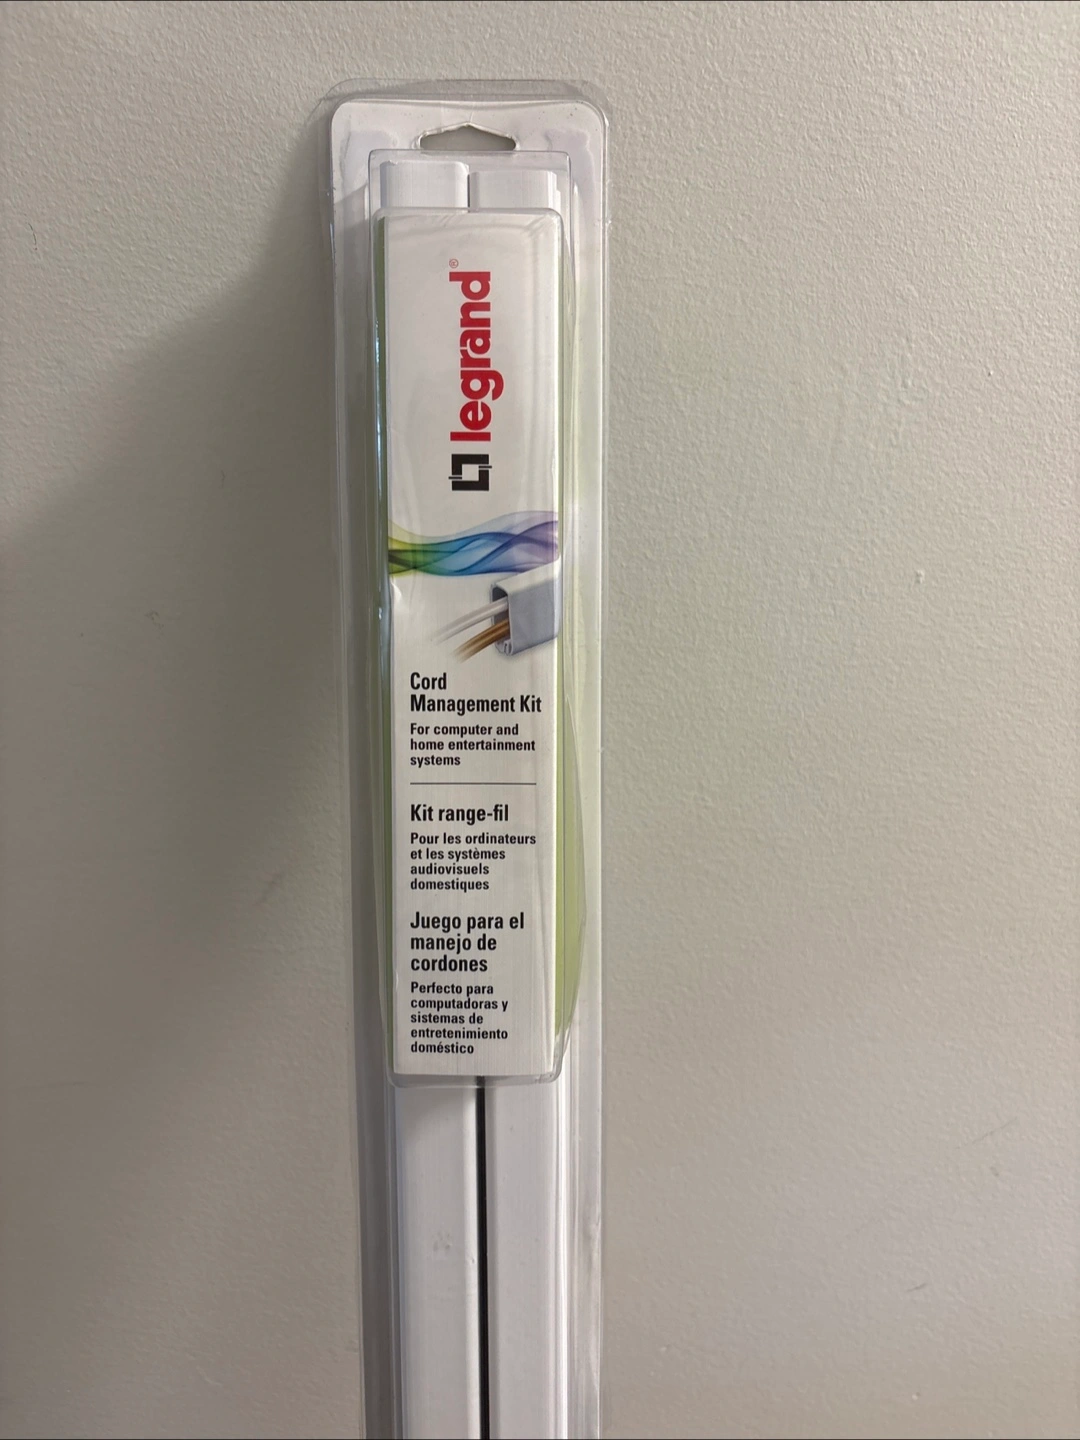 legrand®
Cord
Management Kit
For computer and
home entertainment
systems
Kit range-fil
Pour les ordinateurs
et les systèmes
audiovisuels
domestiques
Juego para el
manejo de
cordones
Perfecto para
computadoras y
sistemas de
entretenimiento
doméstico